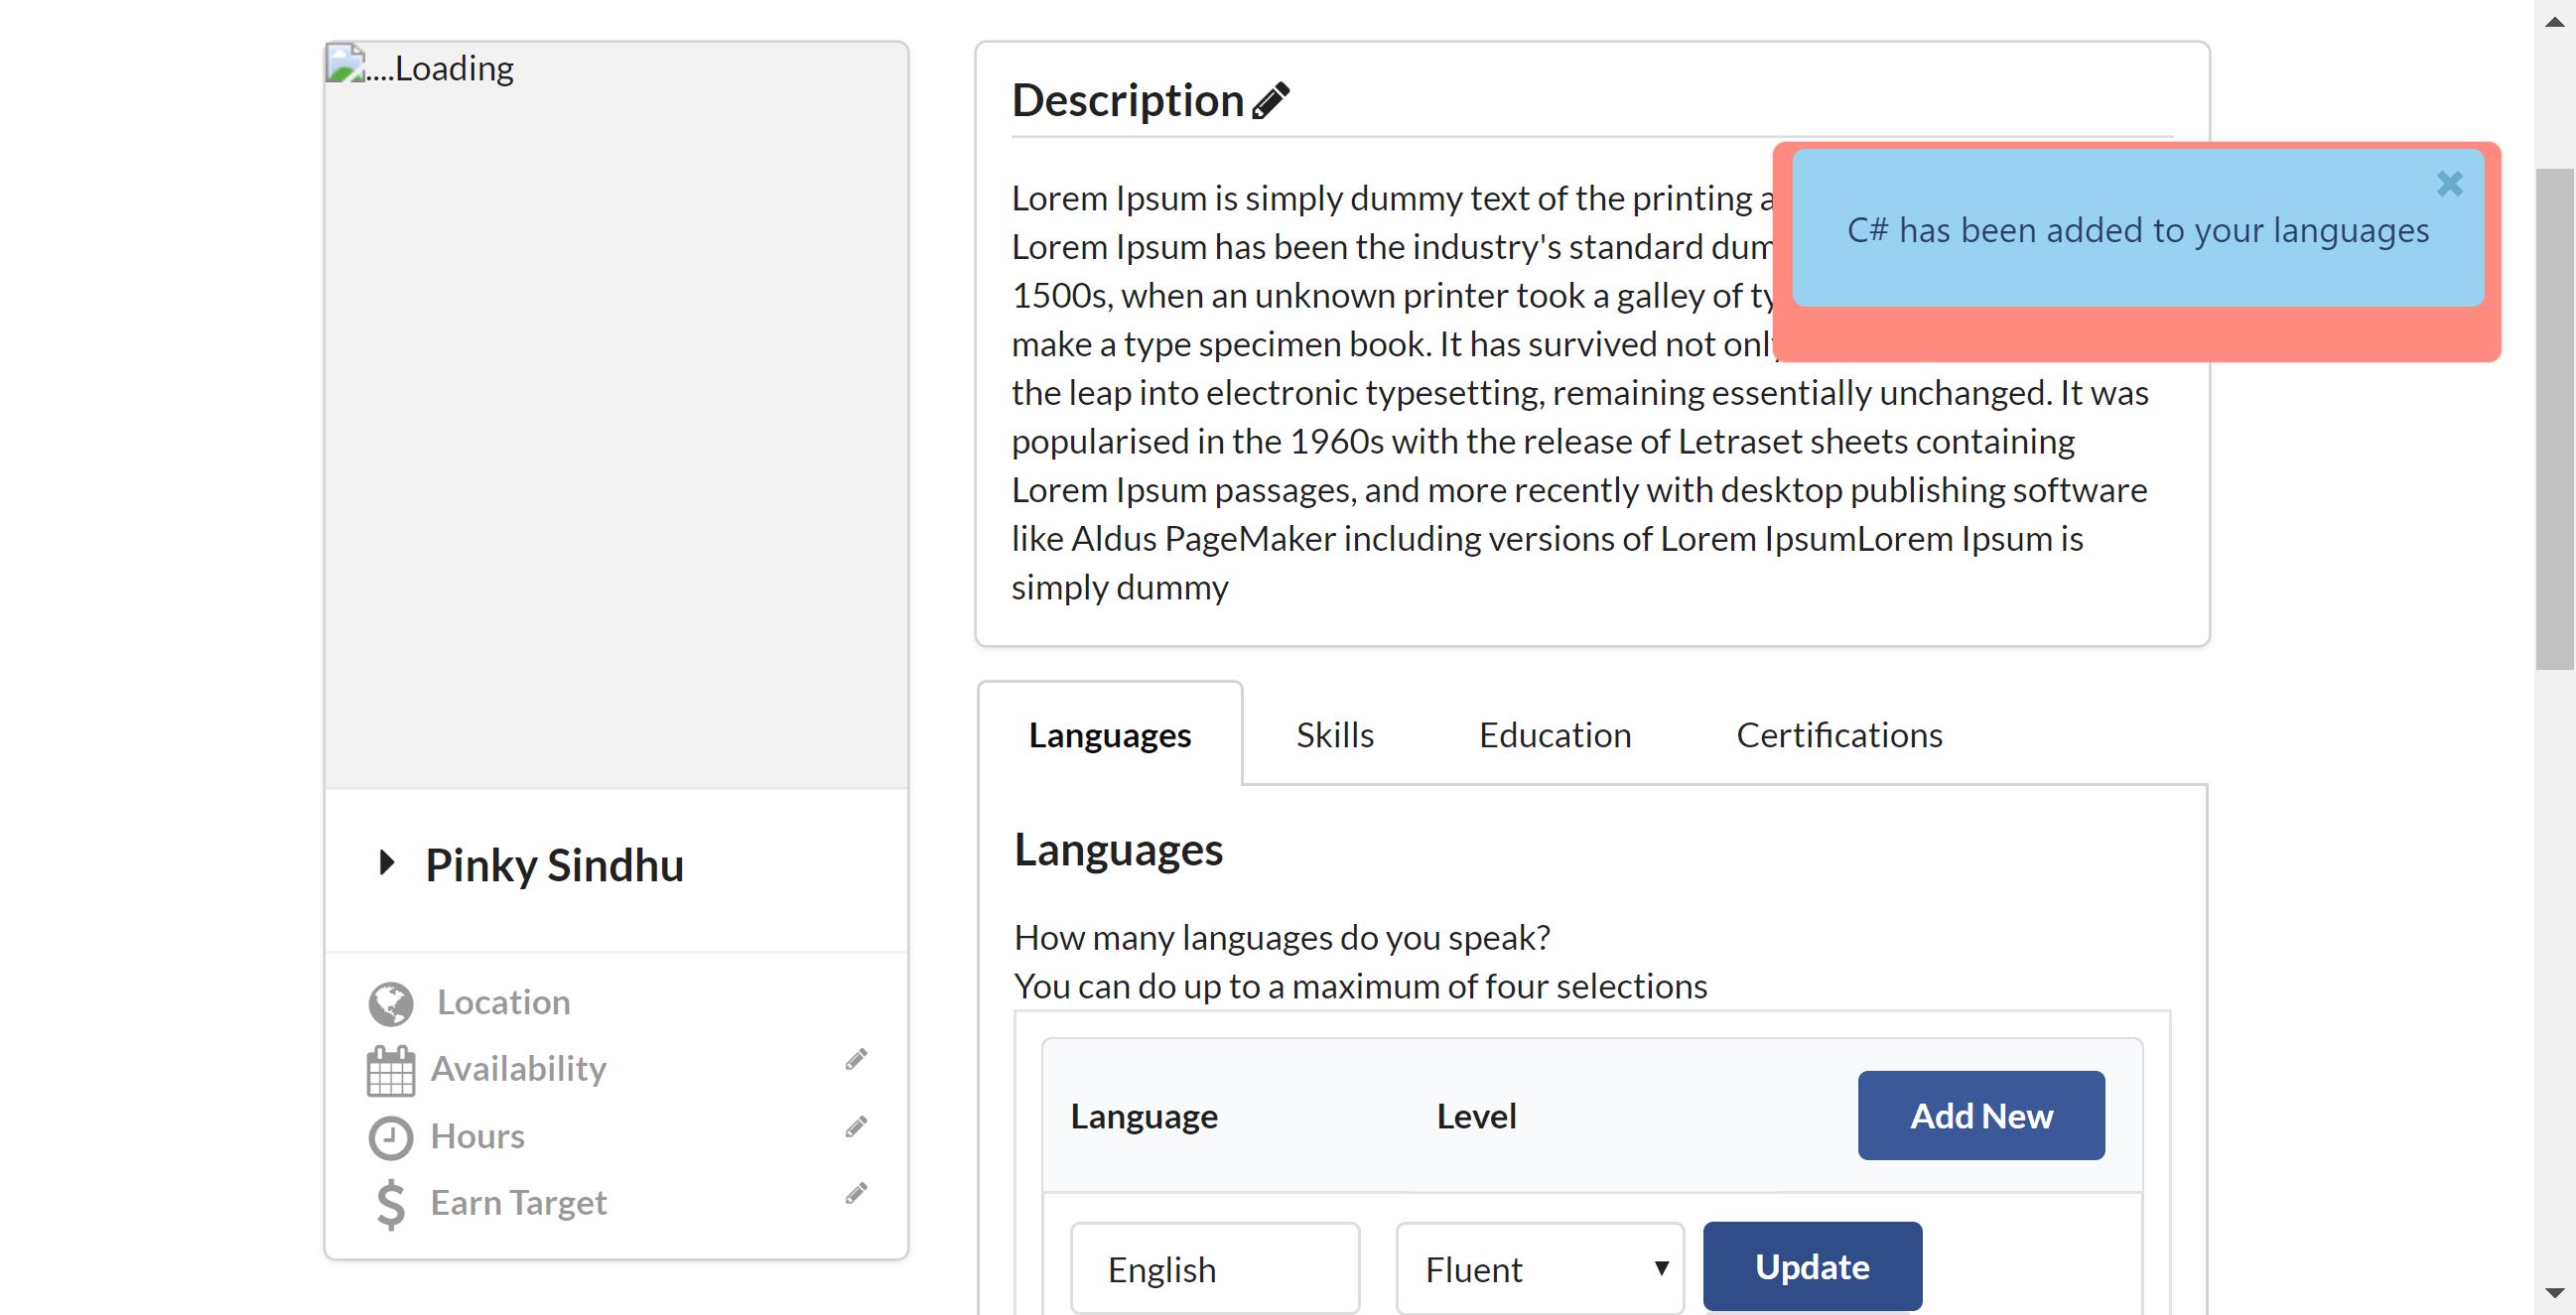 ....Loading
Pinky Sindhu
Location
Availability
Hours
Earn Target
Description
Lorem Ipsum is simply dummy text of the printing a
Lorem Ipsum has been the industry's standard dum
1500s, when an unknown printer took a galley of ty
make a type specimen book. It has survived not only
the leap into electronic typesetting, remaining essentially unchanged. It was
popularised in the 1960s with the release of Letraset sheets containing
Lorem Ipsum passages, and more recently with desktop publishing software
like Aldus PageMaker including versions of Lorem IpsumLorem Ipsum is
simply dummy
C# has been added to your languages
Languages Skills Education Certifications
Languages
How many languages do you speak?
You can do up to a maximum of four selections
Language Level Add New
English Fluent Update